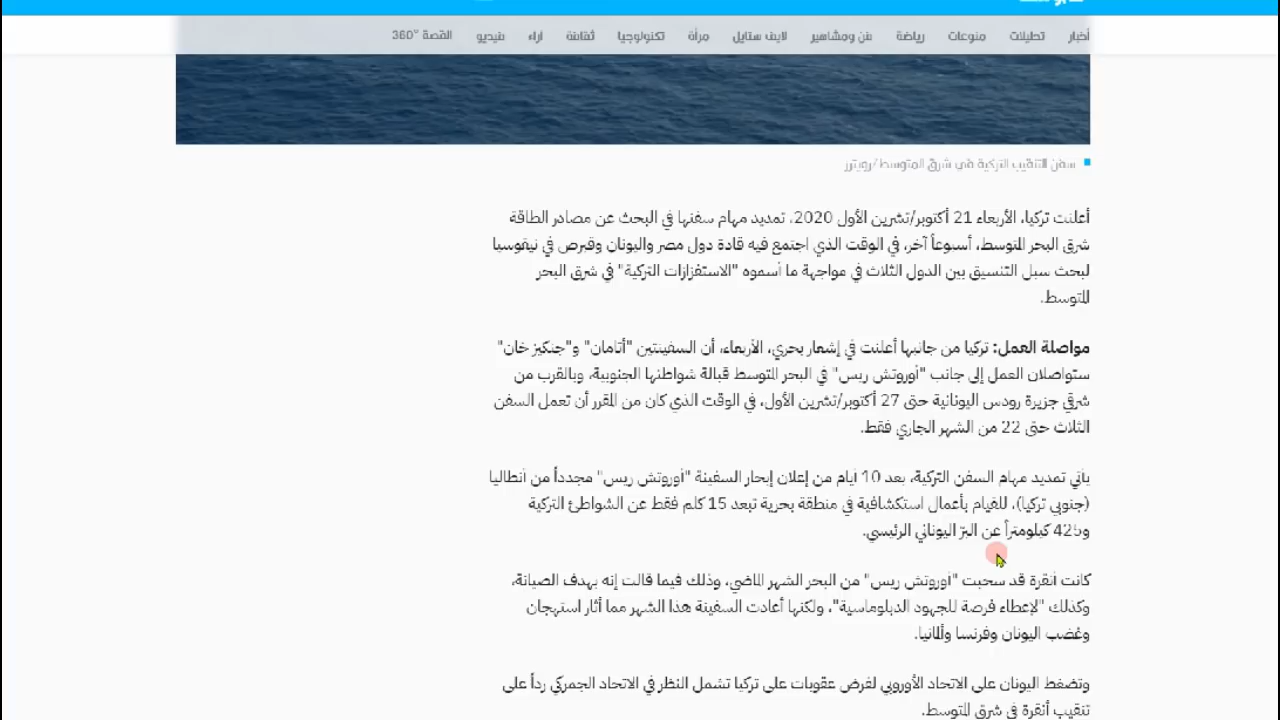 أخبار تحليلات منوعات رياضة فن ومشاهير لايف ستايل مرأة تكنولوجيا ثقافة آراء فيديو القصة 360°
سفن التنقيب التركية في شرق المتوسط/رويترز
أعلنت تركيا، الأربعاء 21 أكتوبر/تشرين الأول 2020، تمديد مهام سفنها في البحث عن مصادر الطاقة
شرق البحر المتوسط، أسبوعاً آخر، في الوقت الذي اجتمع فيه قادة دول مصر واليونان وقبرص في نيقوسيا
لبحث سبل التنسيق بين الدول الثلاث في مواجهة ما أسموه "الاستفزازات التركية" في شرق البحر
المتوسط.
مواصلة العمل: تركيا من جانبها أعلنت في إشعار بحري، الأربعاء، أن السفينتين "أتامان" و"جنكيز خان"
ستواصلان العمل إلى جانب "أوروتش ريس" في البحر المتوسط قبالة شواطئها الجنوبية، وبالقرب من
شرقي جزيرة رودس اليونانية حتى 27 أكتوبر/تشرين الأول، في الوقت الذي كان من المقرر أن تعمل السفن
الثلاث حتى 22 من الشهر الجاري فقط.
يأتي تمديد مهام السفن التركية، بعد 10 أيام من إعلان إبحار السفينة "أوروتش ريس" مجدداً من أنطاليا
(جنوبي تركيا)، للقيام بأعمال استكشافية في منطقة بحرية تبعد 15 كلم فقط عن الشواطئ التركية
و425 كيلومتراً عن البرّ اليوناني الرئيسي.
كانت أنقرة قد سحبت "أوروتش ريس" من البحر الشهر الماضي، وذلك فيما قالت إنه بهدف الصيانة،
وكذلك "لإعطاء فرصة للجهود الدبلوماسية"، ولكنها أعادت السفينة هذا الشهر مما أثار استهجان
وغضب اليونان وفرنسا وألمانيا.
وتضغط اليونان على الاتحاد الأوروبي لفرض عقوبات على تركيا تشمل النظر في الاتحاد الجمركي رداً على
تنقيب أنقرة في شرق المتوسط.